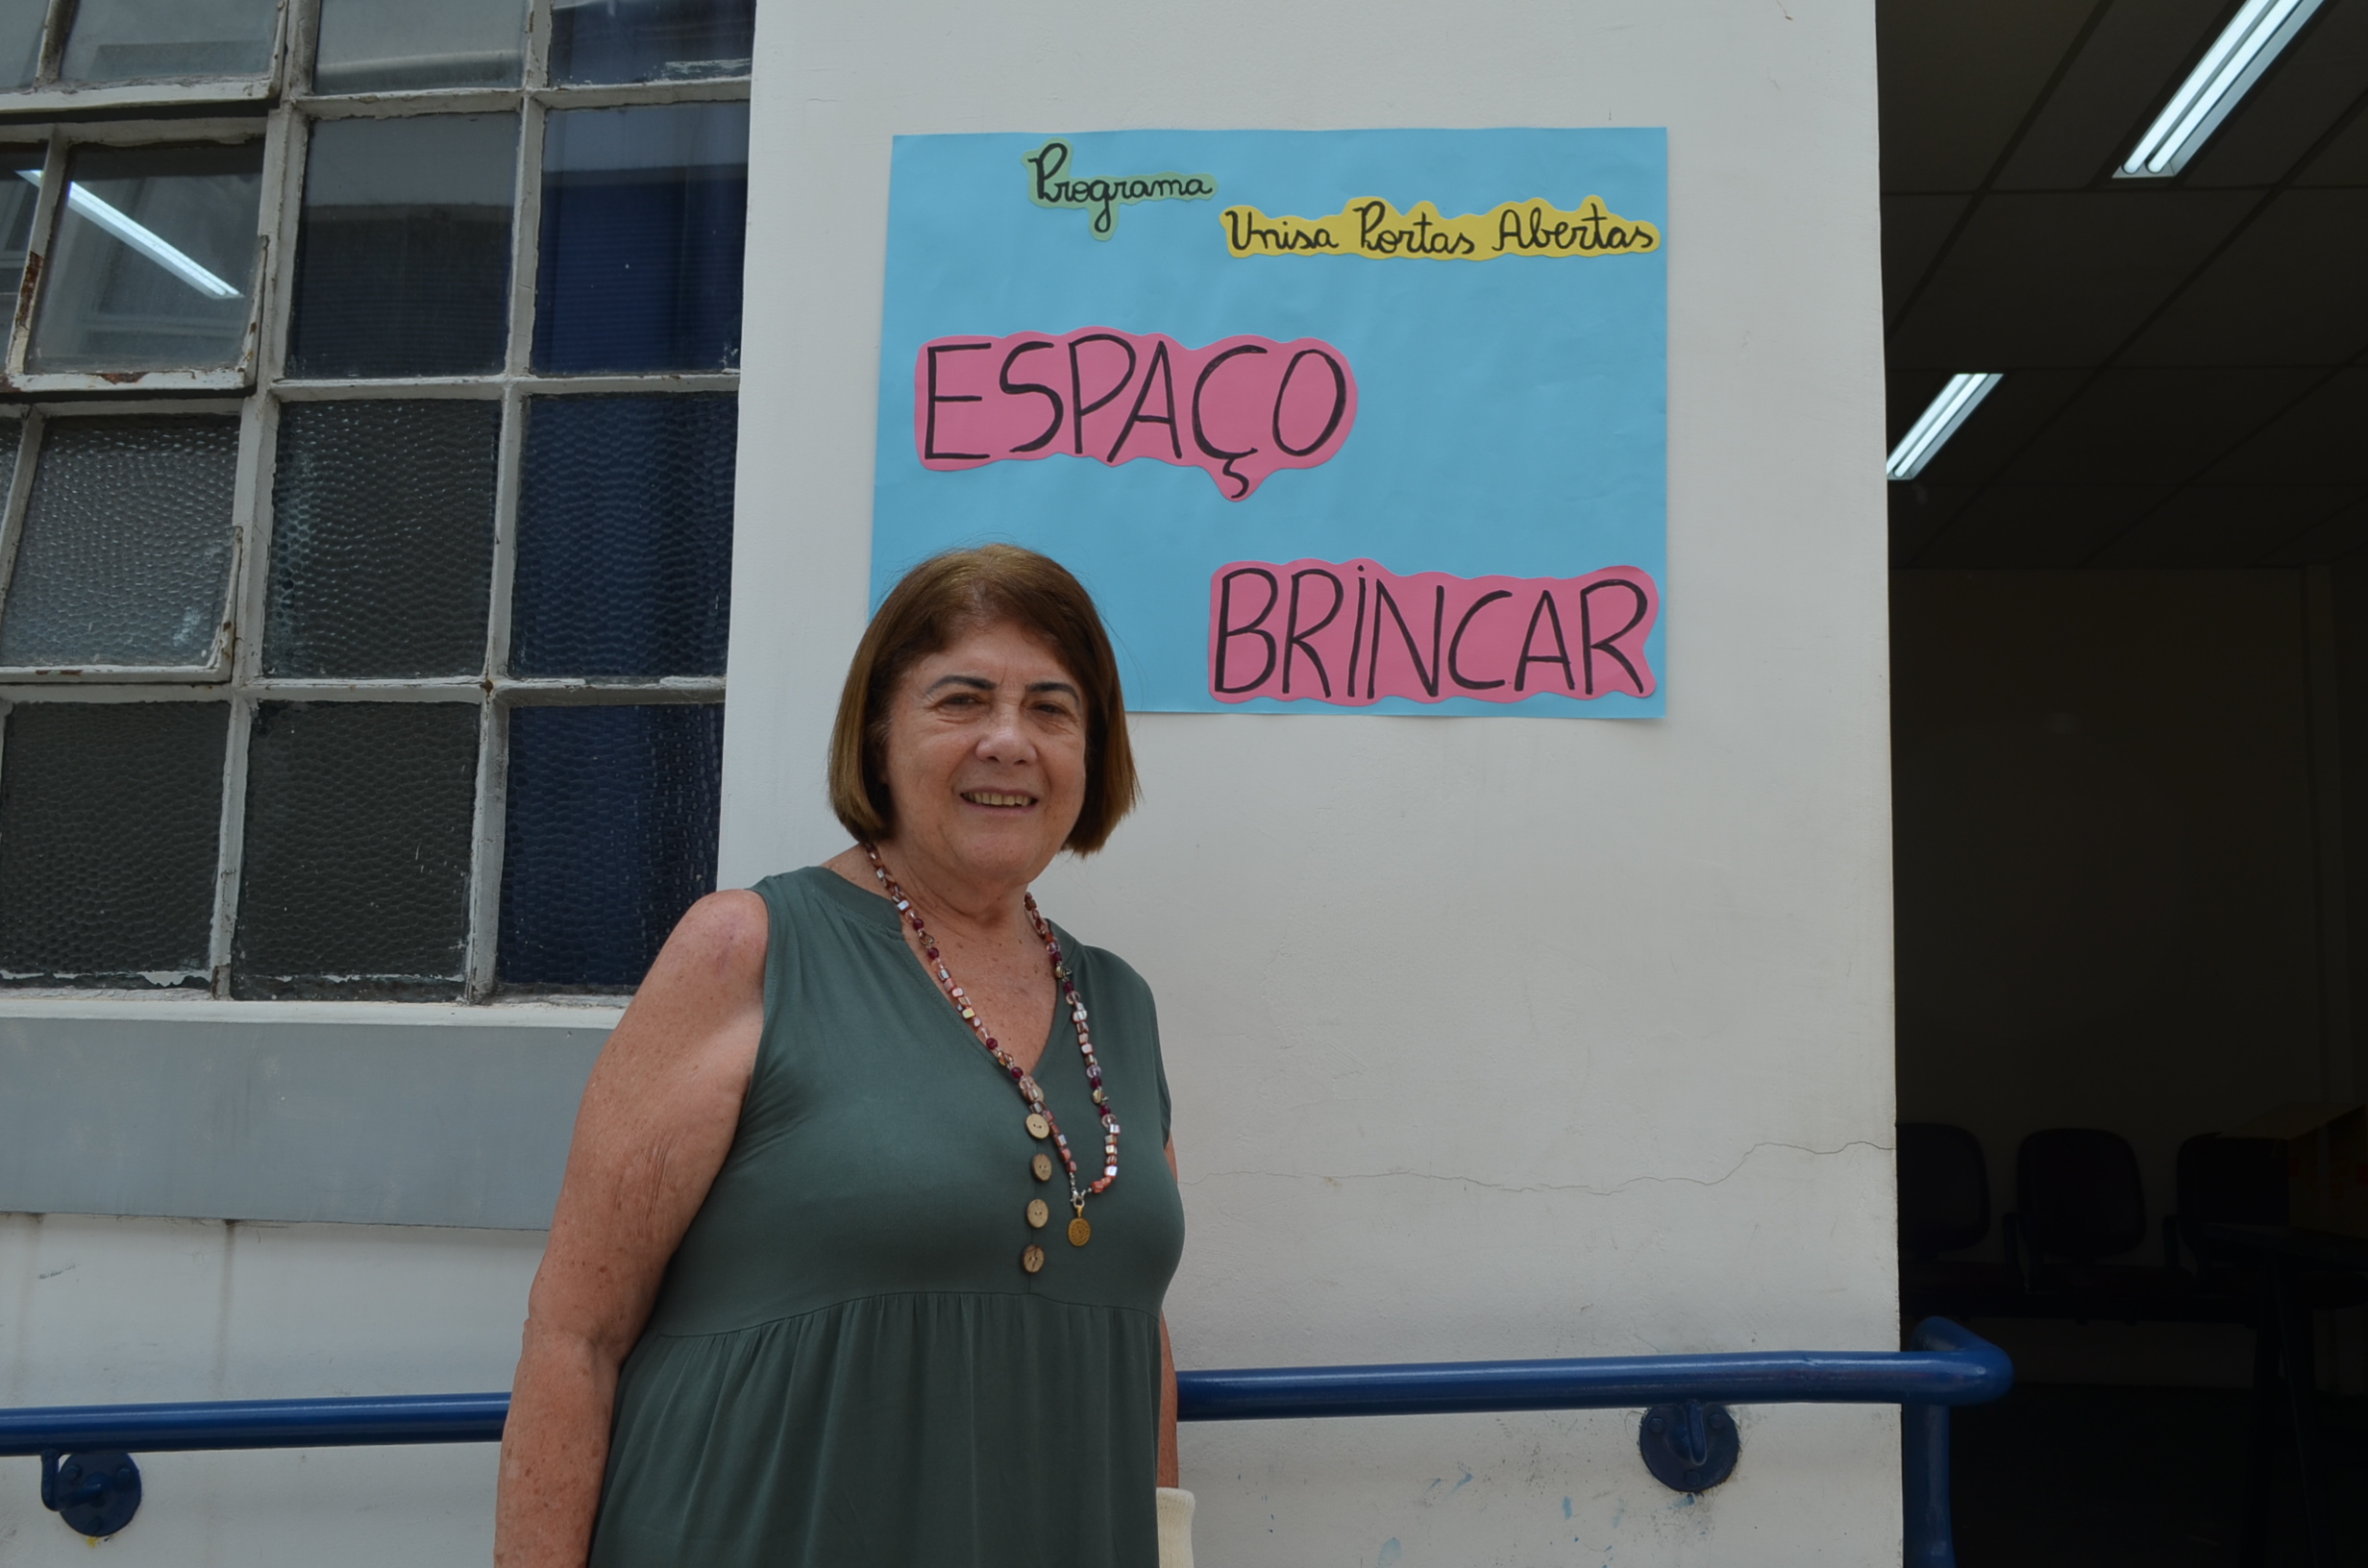 Programa
Unisa Portas Abertas
ESPAÇO
BRINCAR